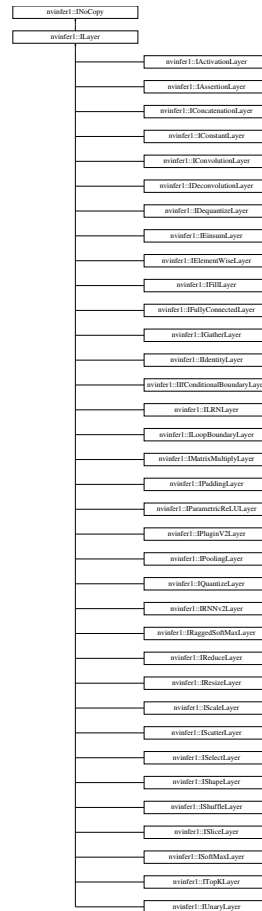 nvinfer1::INoCopy
nvinfer1::ILayer
nvinfer1::IActivationLayer
nvinfer1::IAssertionLayer
nvinfer1::IConcatenationLayer
nvinfer1::IConstantLayer
nvinfer1::IConvolutionLayer
nvinfer1::IDeconvolutionLayer
nvinfer1::IDequantizeLayer
nvinfer1::IEinsumLayer
nvinfer1::IElementWiseLayer
nvinfer1::IFillLayer
nvinfer1::IFullyConnectedLayer
nvinfer1::IGatherLayer
nvinfer1::IIdentityLayer
nvinfer1::IIfConditionalBoundaryLaye
nvinfer1::ILRNLayer
nvinfer1::ILoopBoundaryLayer
nvinfer1::IMatrixMultiplyLayer
nvinfer1::IPaddingLayer
nvinfer1::IParametricReLULayer
nvinfer1::IPluginV2Layer
nvinfer1::IPoolingLayer
nvinfer1::IQuantizeLayer
nvinfer1::IRNNv2Layer
nvinfer1::IRaggedSoftMaxLayer
nvinfer1::IReduceLayer
nvinfer1::IResizeLayer
nvinfer1::IScaleLayer
nvinfer1::IScatterLayer
nvinfer1::ISelectLayer
nvinfer1::IShapeLayer
nvinfer1::IShuffleLayer
nvinfer1::ISliceLayer
nvinfer1::ISoftMaxLayer
nvinfer1::ITopKLayer
nvinfer1::IUnaryLayer